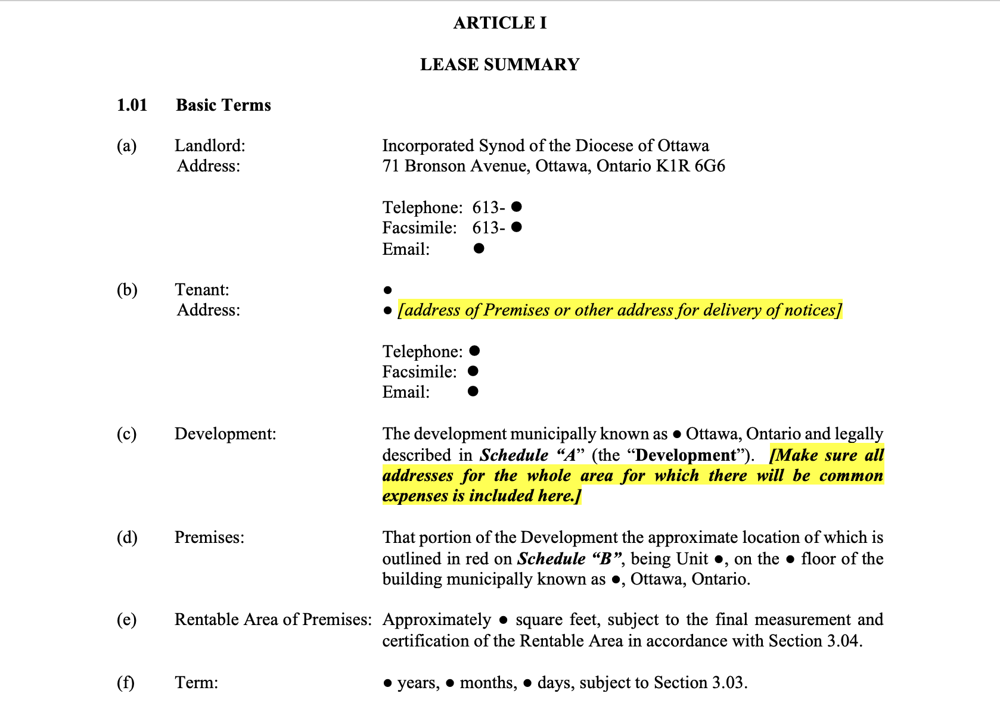 ARTICLE I
LEASE SUMMARY
1.01 Basic Terms
(a) Landlord: Incorporated Synod of the Diocese of Ottawa
Address: 71 Bronson Avenue, Ottawa, Ontario K1R 6G6
Telephone: 613- ●
Facsimile: 613- ●
Email: ●
(b) Tenant: ●
Address: ● [address of Premises or other address for delivery of notices]
Telephone: ●
Facsimile: ●
Email: ●
(c) Development: The development municipally known as ● Ottawa, Ontario and legally
described in Schedule “A” (the “Development”). [Make sure all
addresses for the whole area for which there will be common
expenses is included here.]
(d) Premises: That portion of the Development the approximate location of which is
outlined in red on Schedule “B”, being Unit ●, on the ● floor of the
building municipally known as ●, Ottawa, Ontario.
(e) Rentable Area of Premises: Approximately ● square feet, subject to the final measurement and
certification of the Rentable Area in accordance with Section 3.04.
(f) Term: ● years, ● months, ● days, subject to Section 3.03.